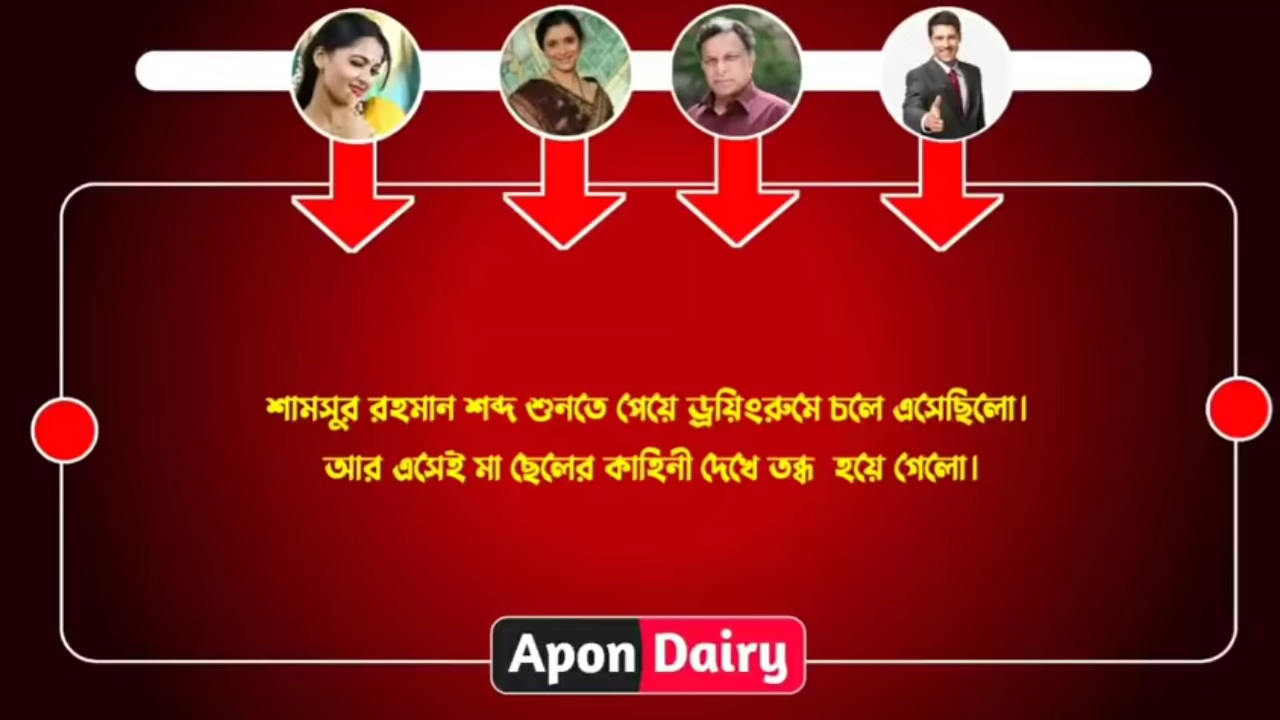 শামসুর রহমান শব্দ শুনতে পেয়ে ড্রয়িংরুমে চলে এসেছিলো।
আর এসেই মা ছেলের কাহিনী দেখে তব্ধ হয়ে গেলো।
Apon Dairy